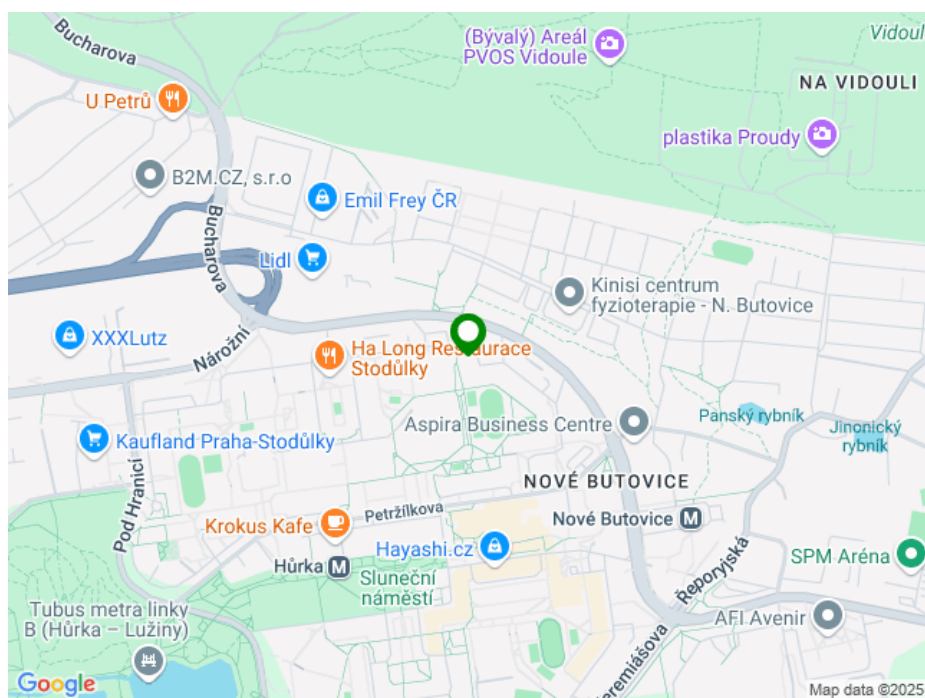 Bucharova
(Bývalý) Areál
PVOS Vidoule
Vidoul
NA VIDOULI
U Petrů
plastika Proudy
B2M.CZ, s.r.o
Emil Frey ČR
Bucharova
Lidl
Kinisi centrum
fyzioterapie - N. Butovice
XXXLutz
Nárožní
Ha Long Restaurace
Stodůlky
Aspira Business Centre
Panský rybník
Jinonický
rybník
Kaufland Praha-Stodůlky
Pod Hranicí
NOVÉ BUTOVICE
Petržílkova
Krokus Kafe
Nové Butovice M
Hayashi.cz
Hůrka M
Sluneční
náměstí
Řeporyjská
SPM Aréna
Tubus metra linky
B (Hůrka – Lužiny)
AFI Avenir
eremiášova
Google
Map data ©2025